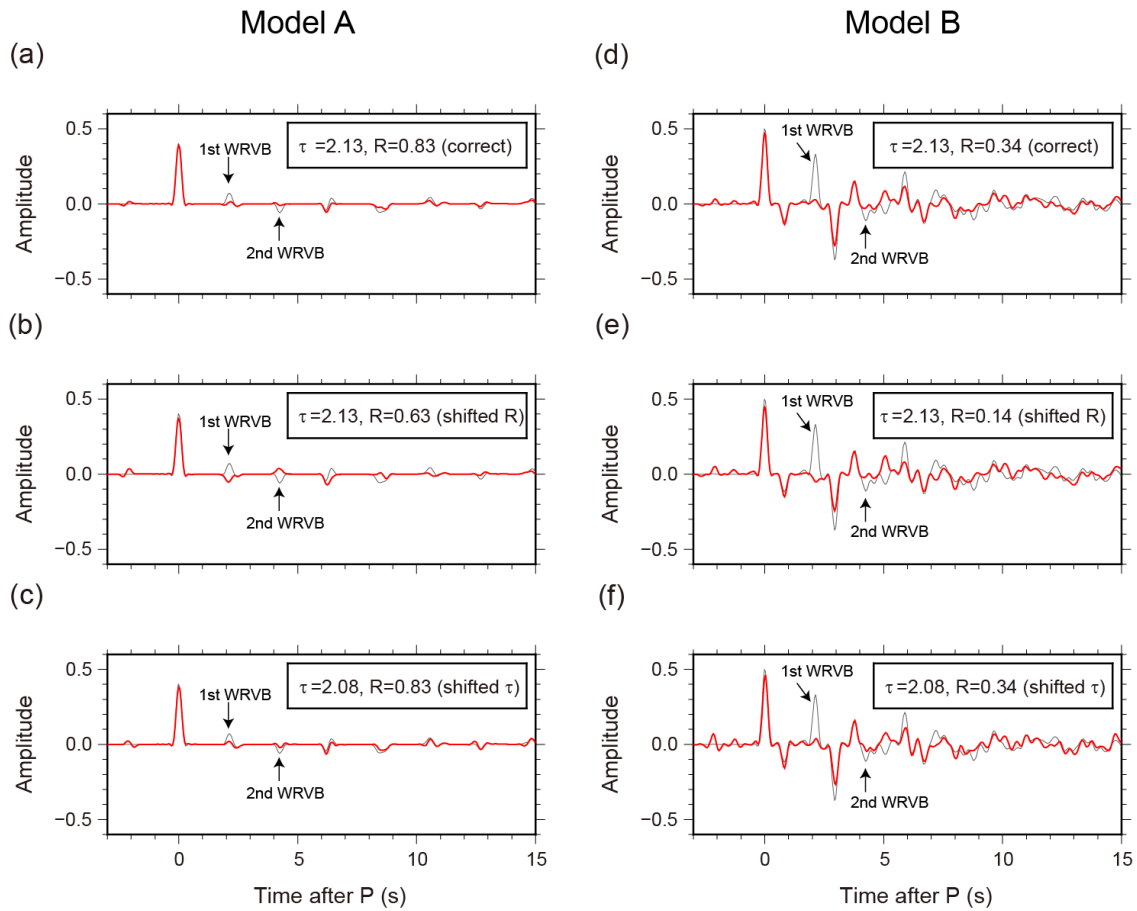 Model A
Model B
(a)
(d)
0.5
0.0
−0.5
Amplitude
1st WRVB
2nd WRVB
τ =2.13, R=0.83 (correct)
0.5
0.0
−0.5
Amplitude
1st WRVB
2nd WRVB
τ =2.13, R=0.34 (correct)
(b)
(e)
0.5
0.0
−0.5
Amplitude
1st WRVB
2nd WRVB
τ =2.13, R=0.63 (shifted R)
0.5
0.0
−0.5
Amplitude
1st WRVB
2nd WRVB
τ =2.13, R=0.14 (shifted R)
(c)
(f)
0.5
0.0
−0.5
Amplitude
1st WRVB
2nd WRVB
τ =2.08, R=0.83 (shifted τ)
0 5 10 15
Time after P (s)
0.5
0.0
−0.5
Amplitude
1st WRVB
2nd WRVB
τ =2.08, R=0.34 (shifted τ)
0 5 10 15
Time after P (s)